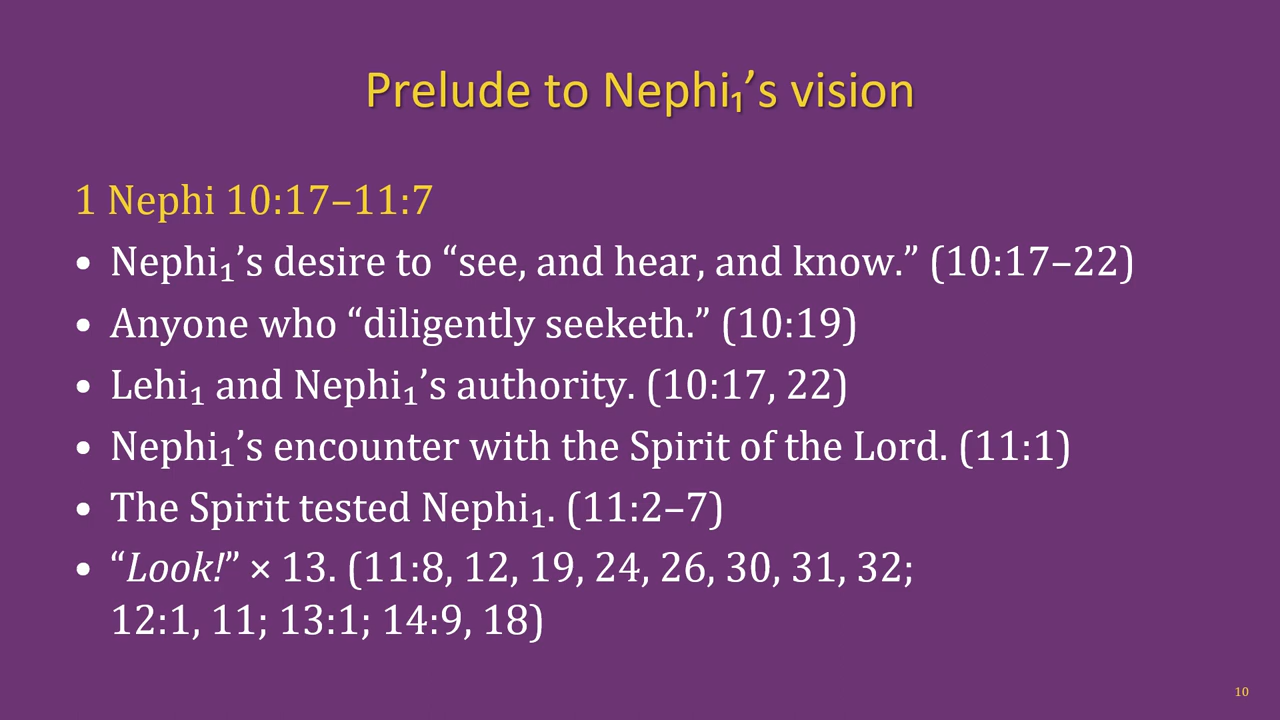 Prelude to Nephi₁’s vision
1 Nephi 10:17–11:7
• Nephi₁’s desire to “see, and hear, and know.” (10:17–22)
• Anyone who “diligently seeketh.” (10:19)
• Lehi₁ and Nephi₁’s authority. (10:17, 22)
• Nephi₁’s encounter with the Spirit of the Lord. (11:1)
• The Spirit tested Nephi₁. (11:2–7)
• “Look!” × 13. (11:8, 12, 19, 24, 26, 30, 31, 32;
12:1, 11; 13:1; 14:9, 18)
10